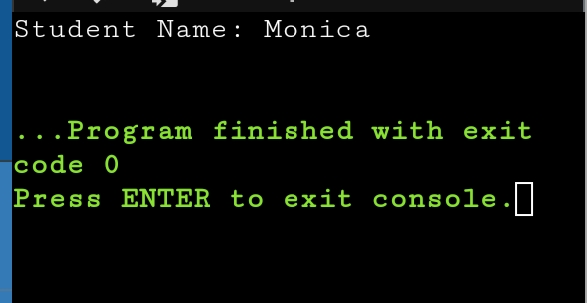 Student Name: Monica
...Program finished with exit
code 0
Press ENTER to exit console.